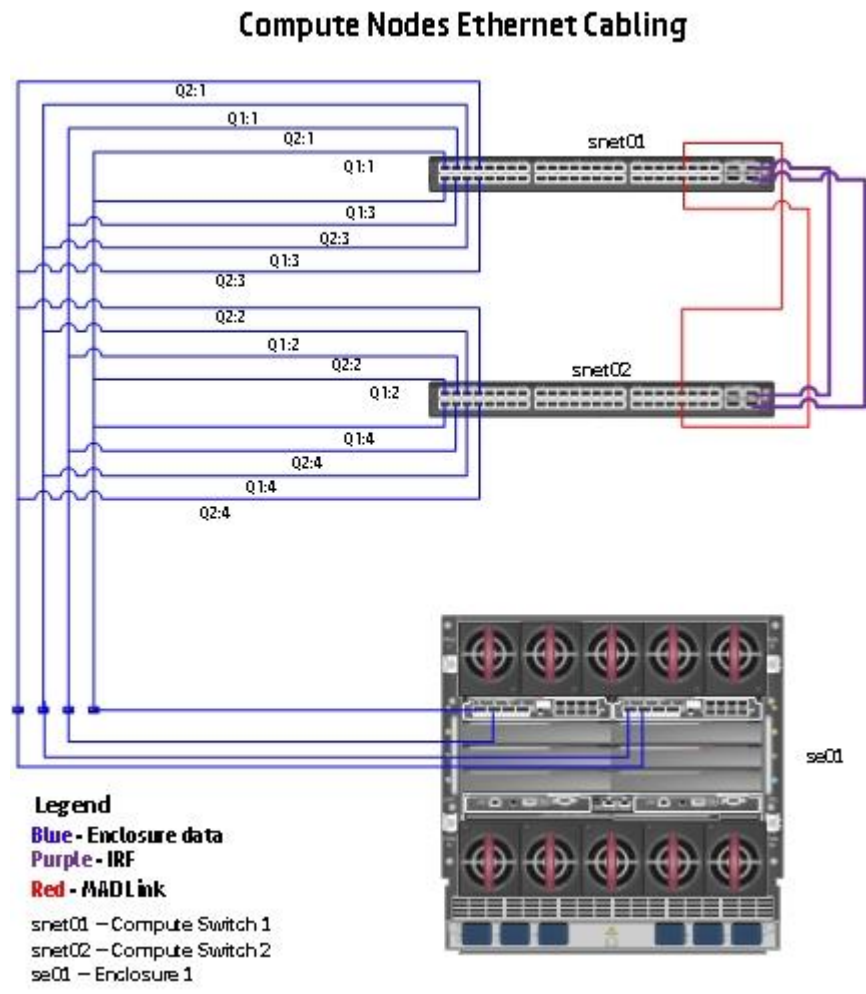 Compute Nodes Ethernet Cabling
Q2:1
Q1:1
Q2:1
snet01
Q1:1
Q1:3
Q2:3
Q1:3
Q2:3
Q2:2
Q1:2
Q2:2
snet02
Q1:2
Q1:4
Q2:4
Q1:4
Q2:4
se01
Legend
Blue - Enclosure data
Purple - IRF
Red - MAD Link
snet01 – Compute Switch 1
snet02 – Compute Switch 2
se01 – Enclosure 1